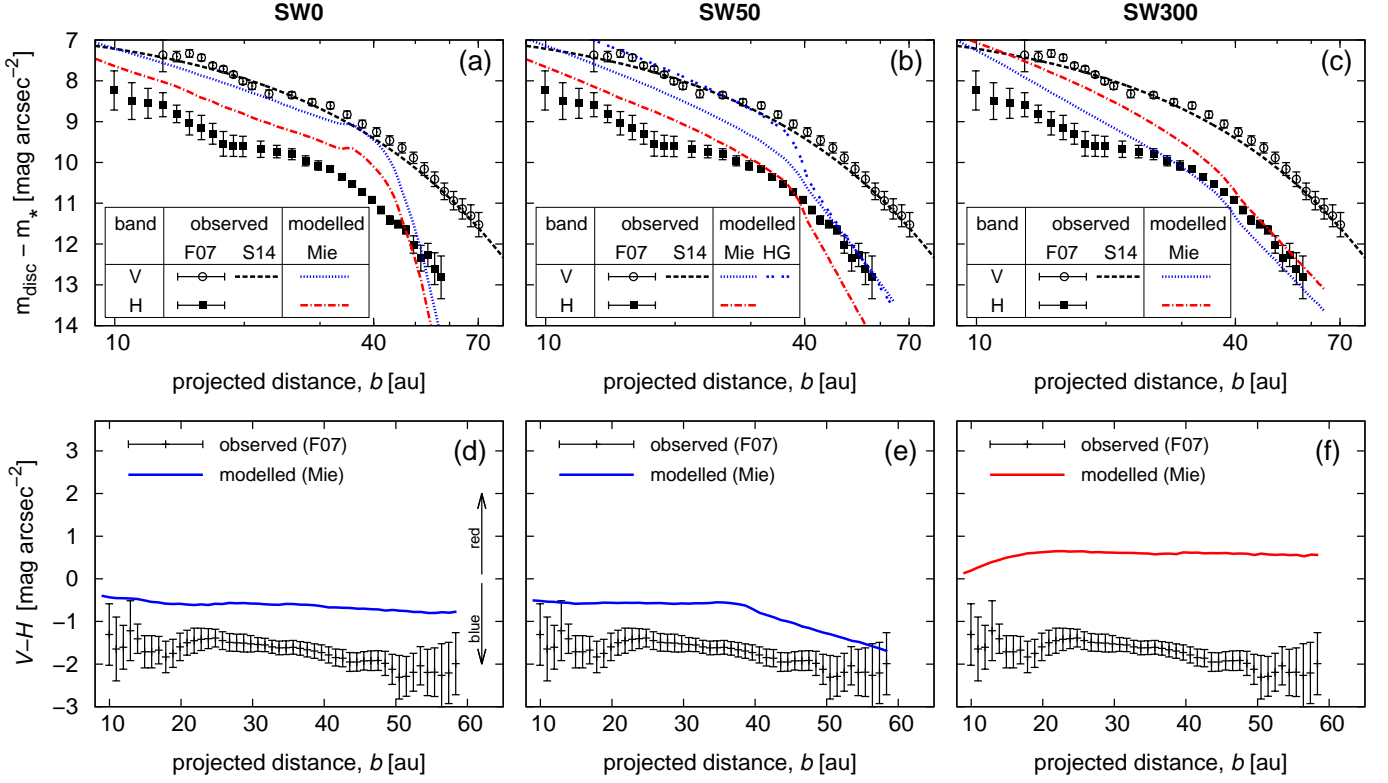 SW0 SW50 SW300
m_disc − m_* [mag arcsec⁻²]
7
8
9
10
11
12
13
14
(a)
band observed modelled
F07 S14 Mie
V
H
10 40 70
projected distance, b [au]
(b)
band observed modelled
F07 S14 Mie HG
V
H
10 40 70
projected distance, b [au]
(c)
band observed modelled
F07 S14 Mie
V
H
10 40 70
projected distance, b [au]
V−H [mag arcsec⁻²]
3
2
1
0
−1
−2
−3
observed (F07)
modelled (Mie)
(d)
red
blue
10 20 30 40 50 60
projected distance, b [au]
observed (F07)
modelled (Mie)
(e)
10 20 30 40 50 60
projected distance, b [au]
observed (F07)
modelled (Mie)
(f)
10 20 30 40 50 60
projected distance, b [au]